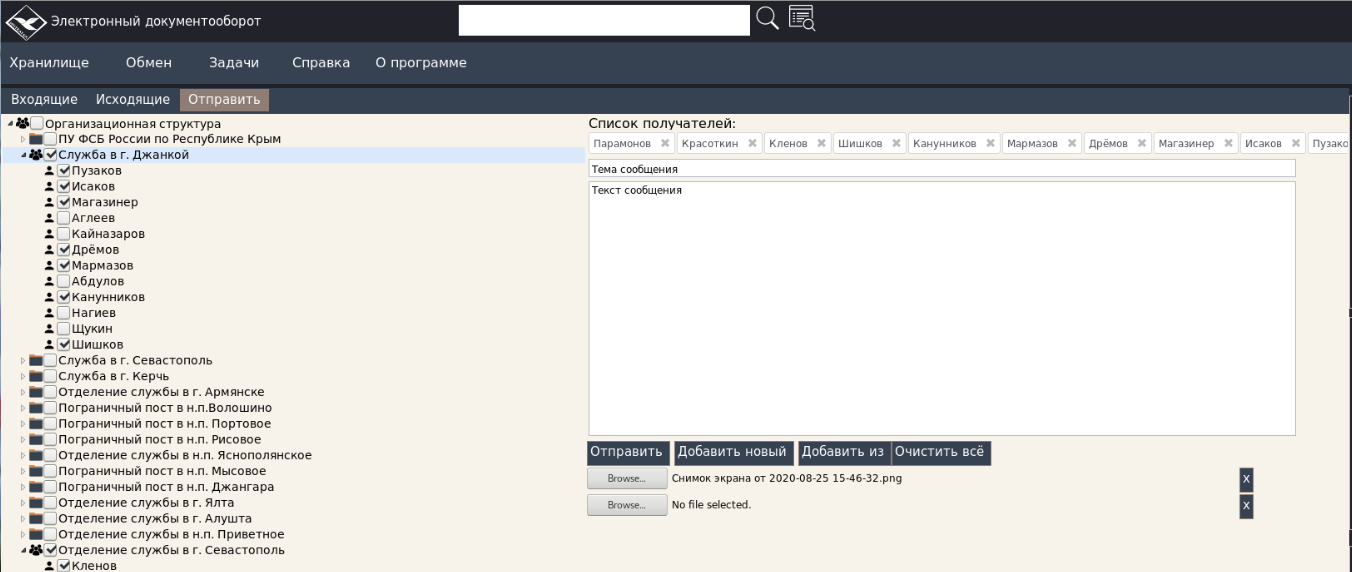 Электронный документооборот
Хранилище Обмен Задачи Справка О программе
Входящие Исходящие Отправить
Организационная структура
ПУ ФСБ России по Республике Крым
Служба в г. Джанкой
Пузаков
Исаков
Магазинер
Аглеев
Кайназаров
Дрёмов
Мармазов
Абдулов
Канунников
Нагиев
Щукин
Шишков
Служба в г. Севастополь
Служба в г. Керчь
Отделение службы в г. Армянске
Пограничный пост в н.п.Волошино
Пограничный пост в н.п. Портовое
Пограничный пост в н.п. Рисовое
Отделение службы в н.п. Яснополянское
Пограничный пост в н.п. Мысовое
Пограничный пост в н.п. Джангара
Отделение службы в г. Ялта
Отделение службы в г. Алушта
Отделение службы в н.п. Приветное
Отделение службы в г. Севастополь
Кленов
Список получателей:
Парамонов Красоткин Кленов Шишков Канунников Мармазов Дрёмов Магазинер Исаков Пузако
Тема сообщения
Текст сообщения
Отправить Добавить новый Добавить из Очистить всё
Browse... Снимок экрана от 2020-08-25 15-46-32.png X
Browse... No file selected. X